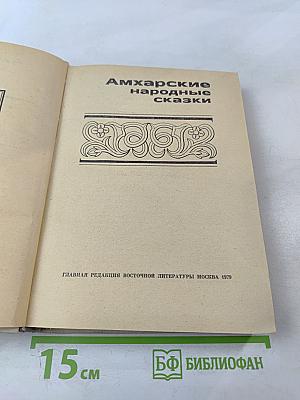 Амхарские
народные
сказки
ГЛАВНАЯ РЕДАКЦИЯ ВОСТОЧНОЙ ЛИТЕРАТУРЫ МОСКВА 1979
15 см
БФ БИБЛИОФАН